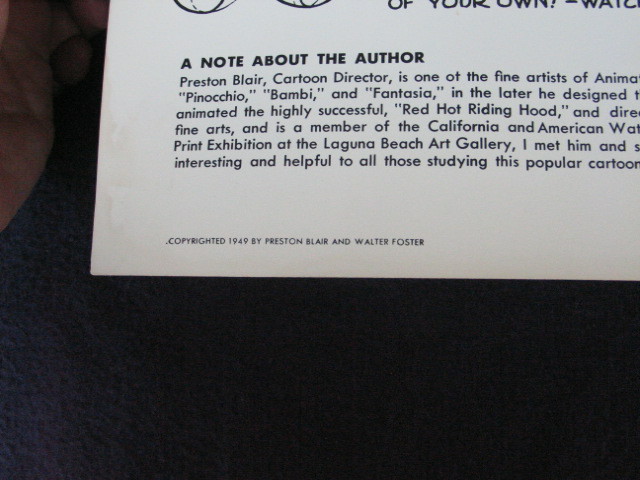 OF YOUR OWN! - WATCH
A NOTE ABOUT THE AUTHOR
Preston Blair, Cartoon Director, is one of the fine artists of Animat
"Pinocchio," "Bambi," and "Fantasia," in the later he designed t
animated the highly successful, "Red Hot Riding Hood," and direc
fine arts, and is a member of the California and American Wat
Print Exhibition at the Laguna Beach Art Gallery, I met him and s
interesting and helpful to all those studying this popular cartoon
.COPYRIGHTED 1949 BY PRESTON BLAIR AND WALTER FOSTER